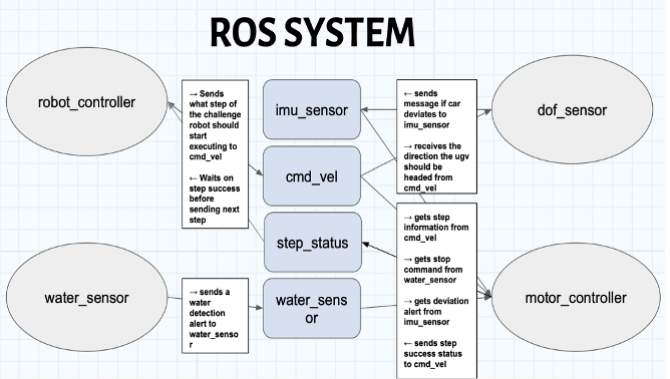 ROS SYSTEM
robot_controller
→ Sends
what step of
the challenge
robot should
start
executing to
cmd_vel
← Waits on
step success
before
sending next
step
imu_sensor
cmd_vel
step_status
water_sens
or
← sends
message if car
deviates to
imu_sensor
→ receives the
direction the ugv
should be
headed from
cmd_vel
dof_sensor
water_sensor
→ sends a
water
detection
alert to
water_senso
r
→ gets step
information from
cmd_vel
→ gets stop
command from
water_sensor
→ gets deviation
alert from
imu_sensor
← sends step
success status
to cmd_vel
motor_controller